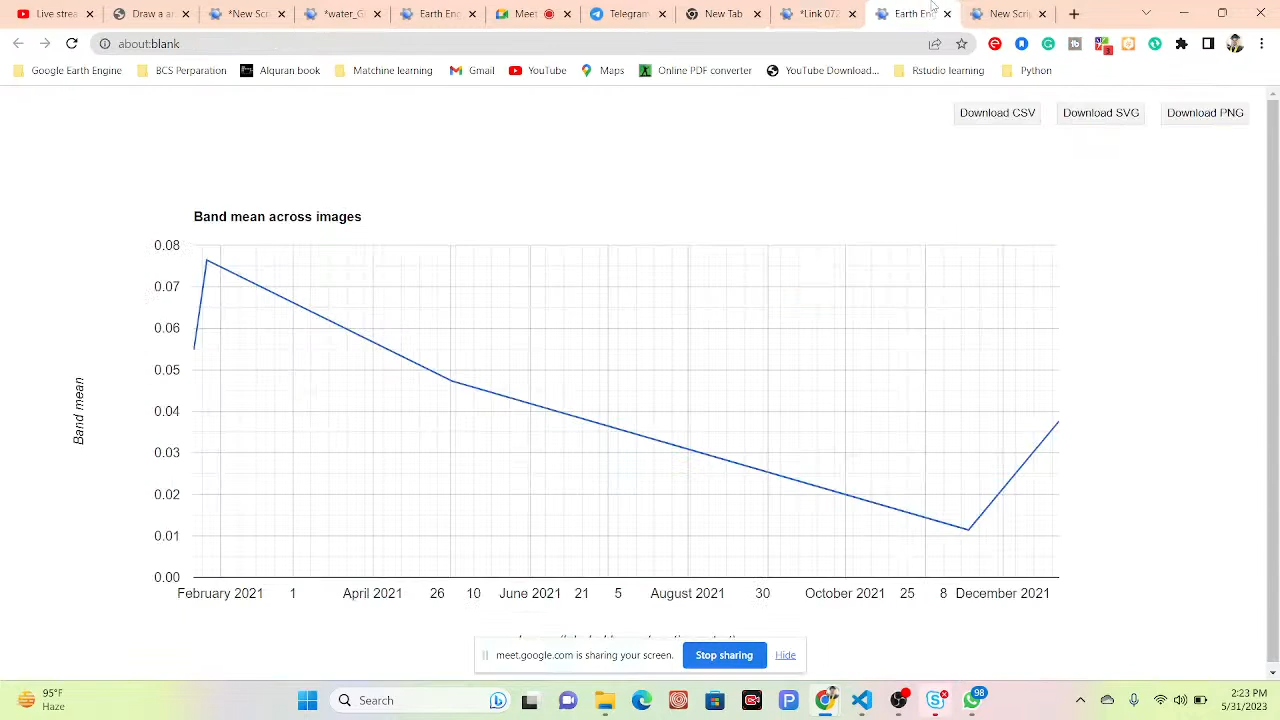 Live strea
Draw a a
*New Scr
*water_G
Earth Eng
Meet
Telegram
New Tab
*Link 07
Earth Eng
New Scrip
about:blank
Google Earth Engine
BCS Perparation
Alquran book
Matchine learning
Gmail
YouTube
Maps
Online PDF converter
YouTube Download...
Rstudio learning
Python
Download CSV
Download SVG
Download PNG
Band mean across images
0.08
0.07
0.06
0.05
0.04
0.03
0.02
0.01
0.00
Band mean
February 2021 1 April 2021 26 10 June 2021 21 5 August 2021 30 October 2021 25 8 December 2021
meet.google.com is sharing your screen.
Stop sharing
Hide
95°F
Haze
Search
98
2:23 PM
5/31/2023